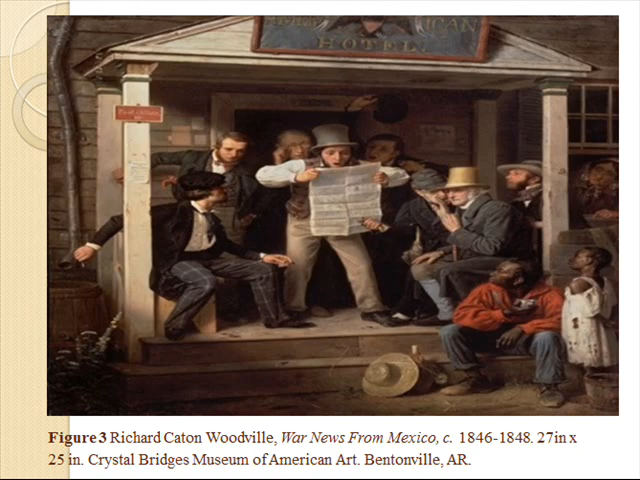 HOTEL
Figure 3 Richard Caton Woodville, War News From Mexico, c. 1846-1848. 27in x
25 in. Crystal Bridges Museum of American Art. Bentonville, AR.